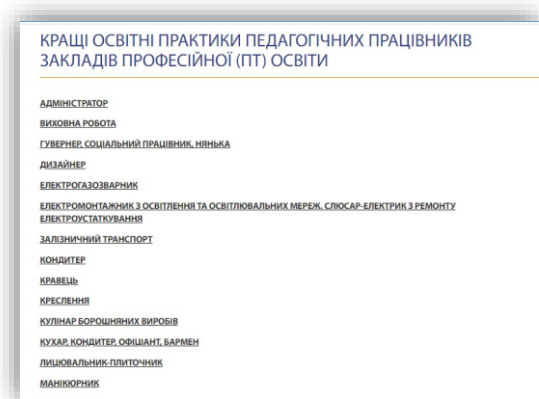 КРАЩІ ОСВІТНІ ПРАКТИКИ ПЕДАГОГІЧНИХ ПРАЦІВНИКІВ
ЗАКЛАДІВ ПРОФЕСІЙНОЇ (ПТ) ОСВІТИ
АДМІНІСТРАТОР
ВИХОВНА РОБОТА
ГУВЕРНЕР, СОЦІАЛЬНИЙ ПРАЦІВНИК, НЯНЬКА
ДИЗАЙНЕР
ЕЛЕКТРОГАЗОЗВАРНИК
ЕЛЕКТРОМОНТАЖНИК З ОСВІТЛЕННЯ ТА ОСВІТЛЮВАЛЬНИХ МЕРЕЖ, СЛЮСАР-ЕЛЕКТРИК З РЕМОНТУ
ЕЛЕКТРОУСТАТКУВАННЯ
ЗАЛІЗНИЧНИЙ ТРАНСПОРТ
КОНДИТЕР
КРАВЕЦЬ
КРЕСЛЕННЯ
КУЛІНАР БОРОШНЯНИХ ВИРОБІВ
КУХАР, КОНДИТЕР, ОФІЦІАНТ, БАРМЕН
ЛИЦЮВАЛЬНИК-ПЛИТОЧНИК
МАНІКЮРНИК